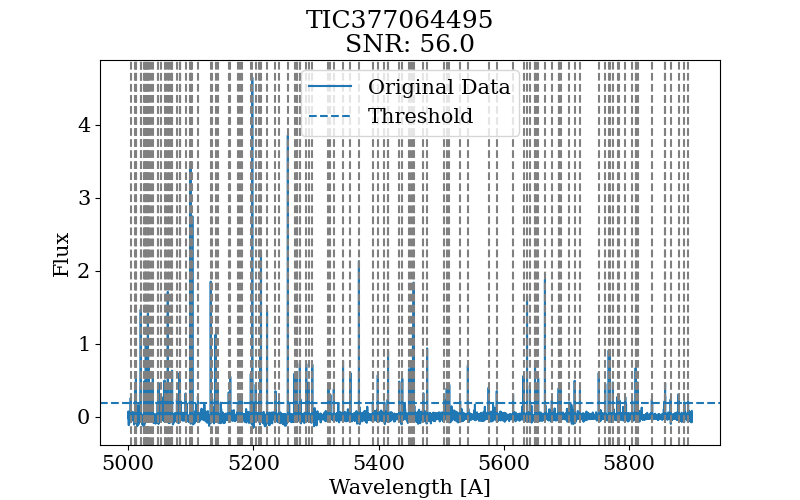 TIC377064495
SNR: 56.0
Original Data
Threshold
4
3
2
1
0
Flux
5000 5200 5400 5600 5800
Wavelength [A]